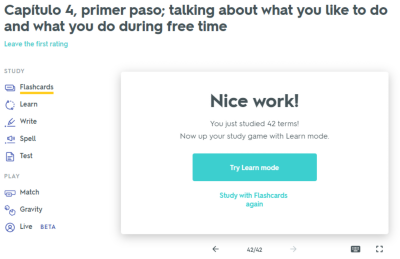 Capítulo 4, primer paso; talking about what you like to do
and what you do during free time
Leave the first rating
STUDY
Flashcards
Learn
Write
Spell
Test
PLAY
Match
Gravity
Live BETA
Nice work!
You just studied 42 terms!
Now up your study game with Learn mode.
Try Learn mode
Study with Flashcards
again
42/42